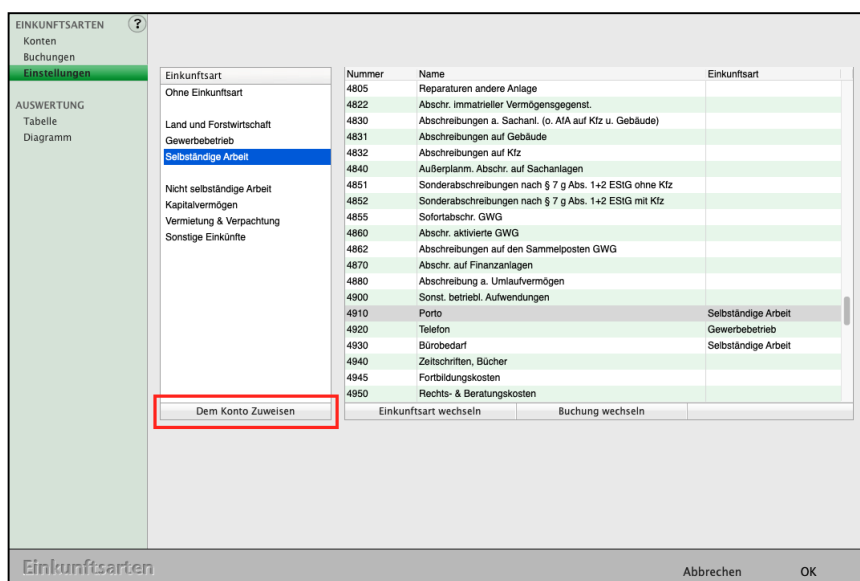 EINKUNFTSARTEN ?
Konten
Buchungen
Einstellungen
AUSWERTUNG
Tabelle
Diagramm
Einkunftsart
Ohne Einkunftsart
Land und Forstwirtschaft
Gewerbebetrieb
Selbständige Arbeit
Nicht selbständige Arbeit
Kapitalvermögen
Vermietung & Verpachtung
Sonstige Einkünfte
Dem Konto Zuweisen
Nummer Name Einkunftsart
4805 Reparaturen andere Anlage
4822 Abschr. immatrieller Vermögensgegenst.
4830 Abschreibungen a. Sachanl. (o. AfA auf Kfz u. Gebäude)
4831 Abschreibungen auf Gebäude
4832 Abschreibungen auf Kfz
4840 Außerplanm. Abschr. auf Sachanlagen
4851 Sonderabschreibungen nach § 7 g Abs. 1+2 EStG ohne Kfz
4852 Sonderabschreibungen nach § 7 g Abs. 1+2 EStG mit Kfz
4855 Sofortabschr. GWG
4860 Abschr. aktivierte GWG
4862 Abschreibungen auf den Sammelposten GWG
4870 Abschr. auf Finanzanlagen
4880 Abschreibung a. Umlaufvermögen
4900 Sonst. betriebl. Aufwendungen
4910 Porto Selbständige Arbeit
4920 Telefon Gewerbebetrieb
4930 Bürobedarf Selbständige Arbeit
4940 Zeitschriften, Bücher
4945 Fortbildungskosten
4950 Rechts- & Beratungskosten
Einkunftsart wechseln Buchung wechseln
Einkunftsarten
Abbrechen OK